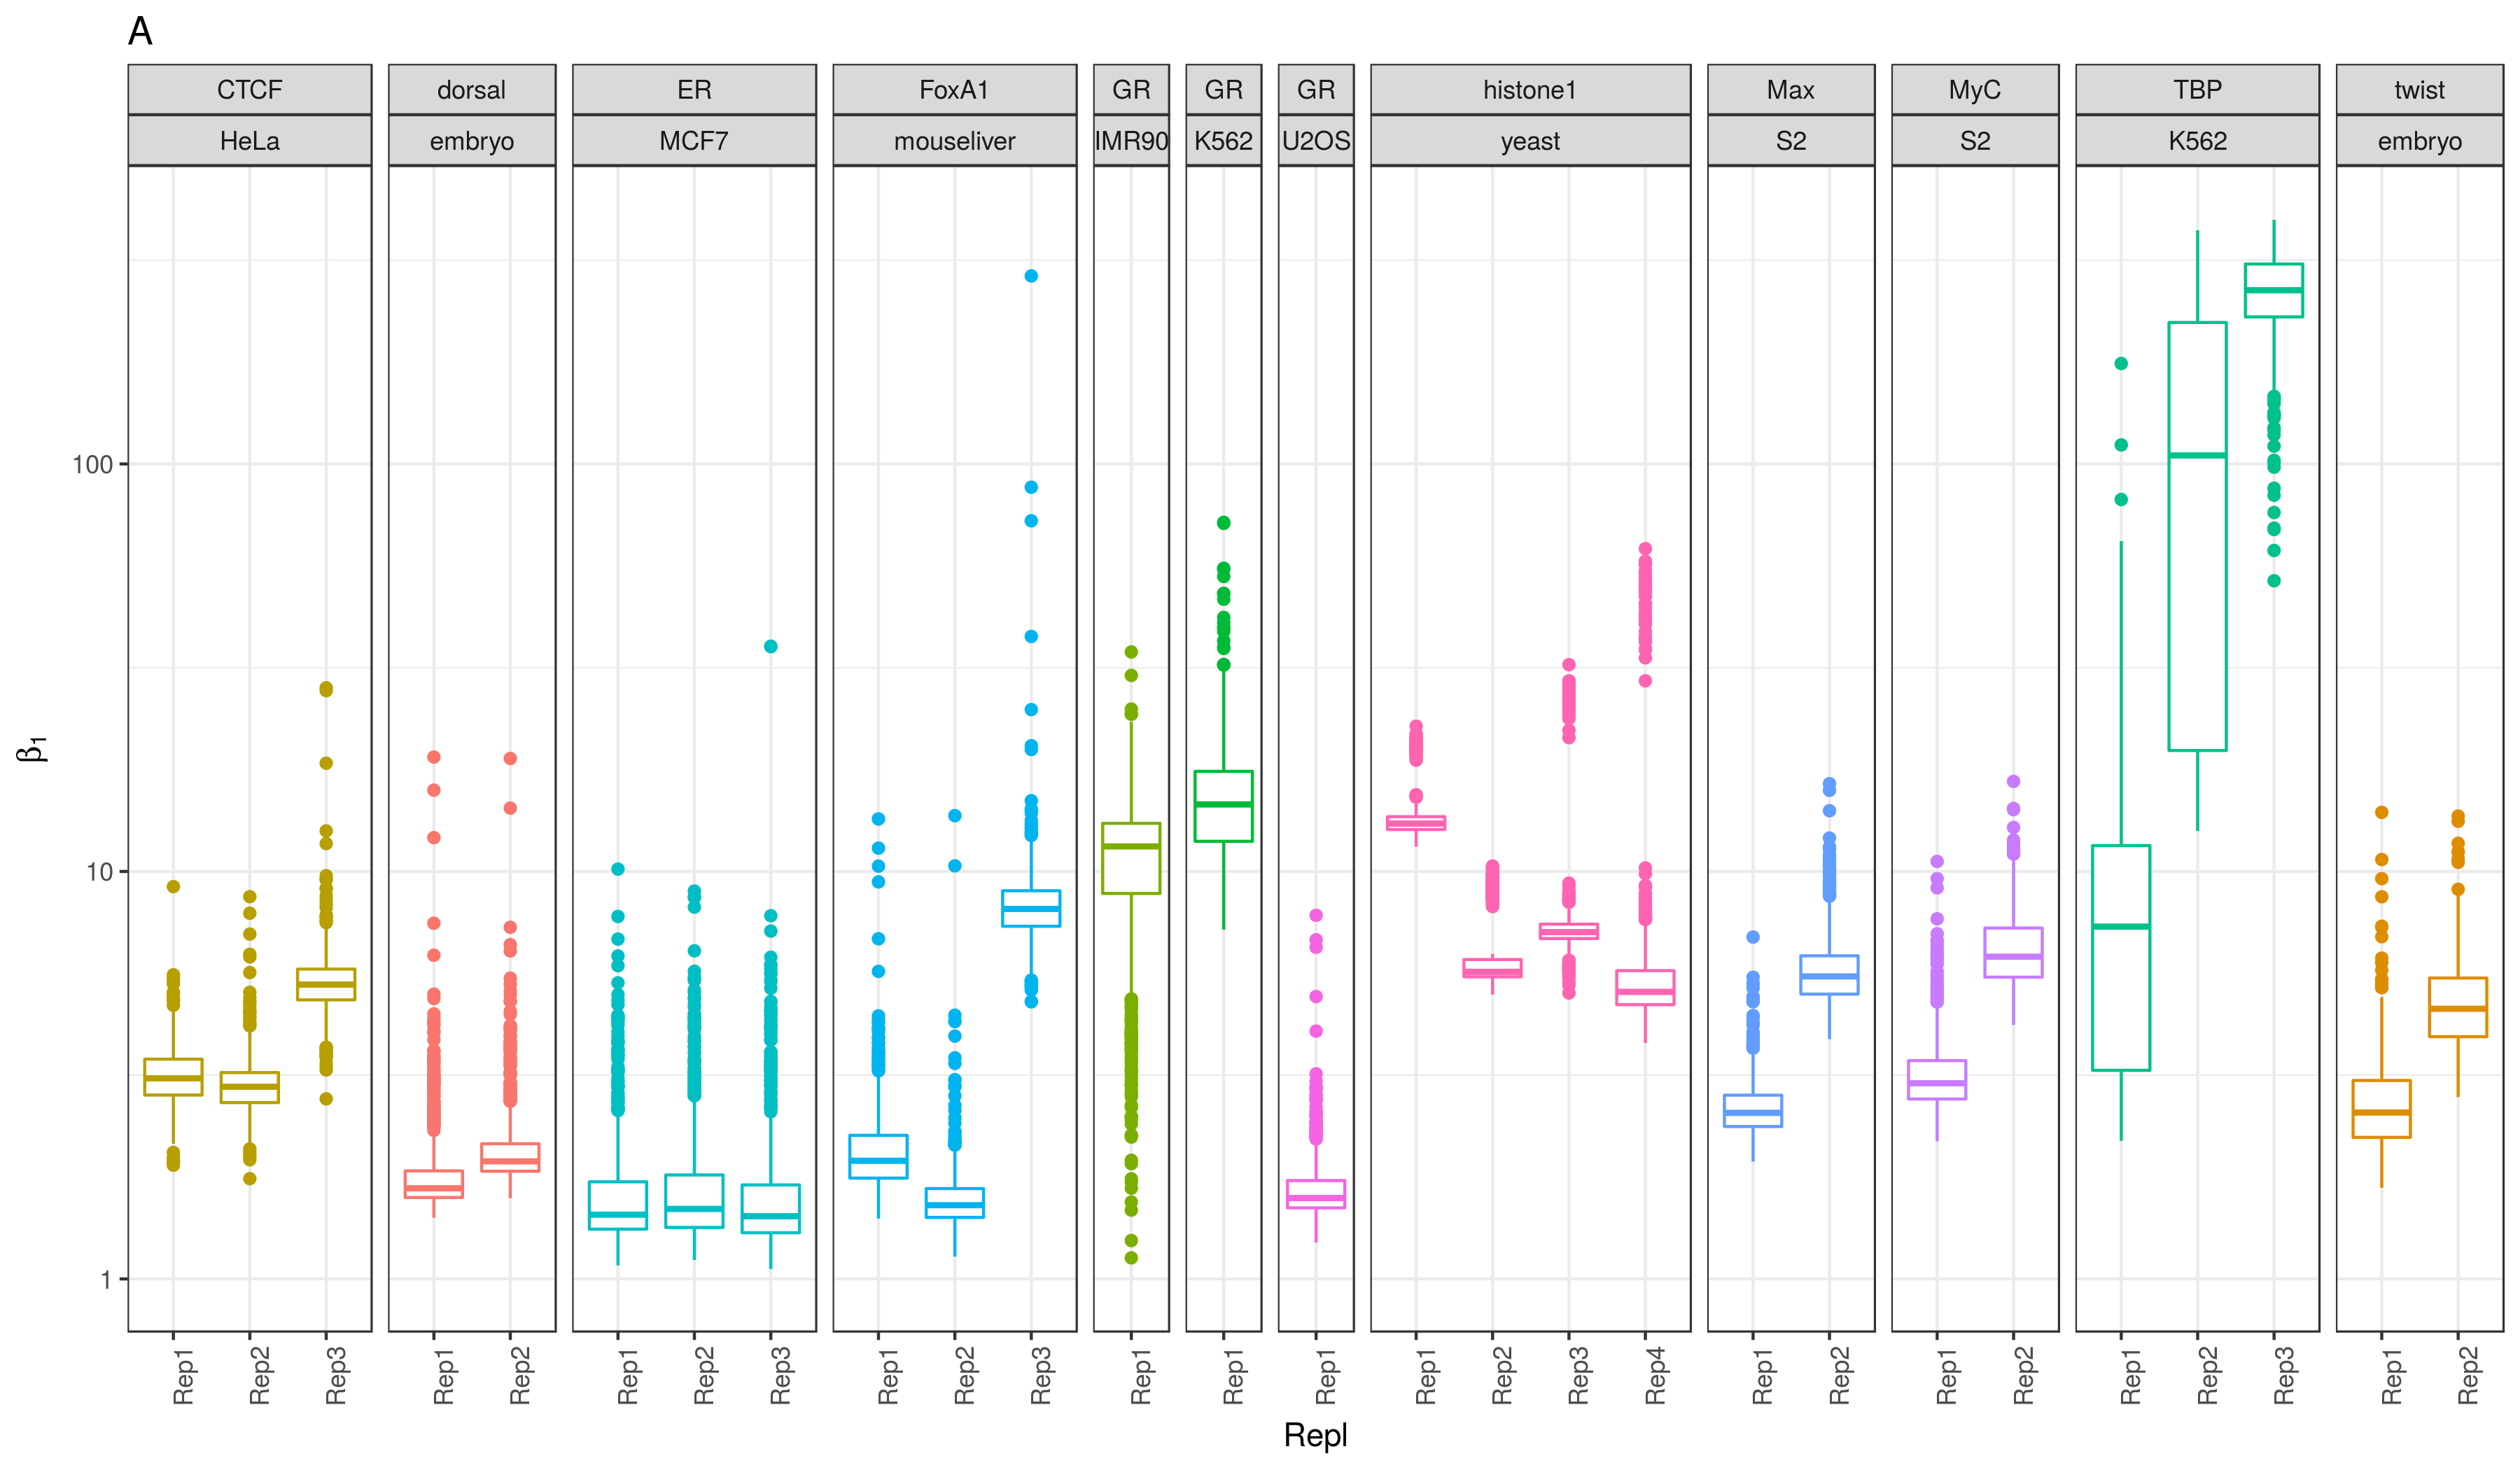 A
CTCF dorsal ER FoxA1 GR GR GR histone1 Max MyC TBP twist
HeLa embryo MCF7 mouseliver IMR90 K562 U2OS yeast S2 S2 K562 embryo
100
10
1
β1
Rep1 Rep2 Rep3 Rep1 Rep2 Rep1 Rep2 Rep3 Rep1 Rep2 Rep3 Rep1 Rep1 Rep1 Rep1 Rep2 Rep3 Rep4 Rep1 Rep2 Rep1 Rep2 Rep1 Rep2 Rep3 Rep1 Rep2
Repl